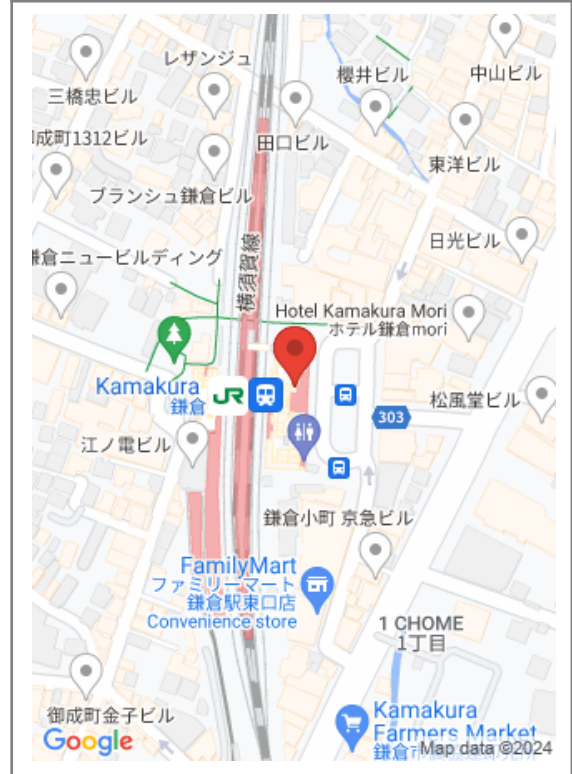 レザンジュ
櫻井ビル
中山ビル
三橋忠ビル
成町1312ビル
田口ビル
東洋ビル
ブランシュ鎌倉ビル
日光ビル
倉ニュービルディング
横須賀線
Hotel Kamakura Mori
ホテル鎌倉mori
Kamakura
鎌倉
JR
303
松風堂ビル
江ノ電ビル
鎌倉小町 京急ビル
FamilyMart
ファミリーマート
鎌倉駅東口店
Convenience store
1 CHOME
1丁目
御成町金子ビル
Kamakura
Farmers Market
鎌倉市
Google
Map data ©2024